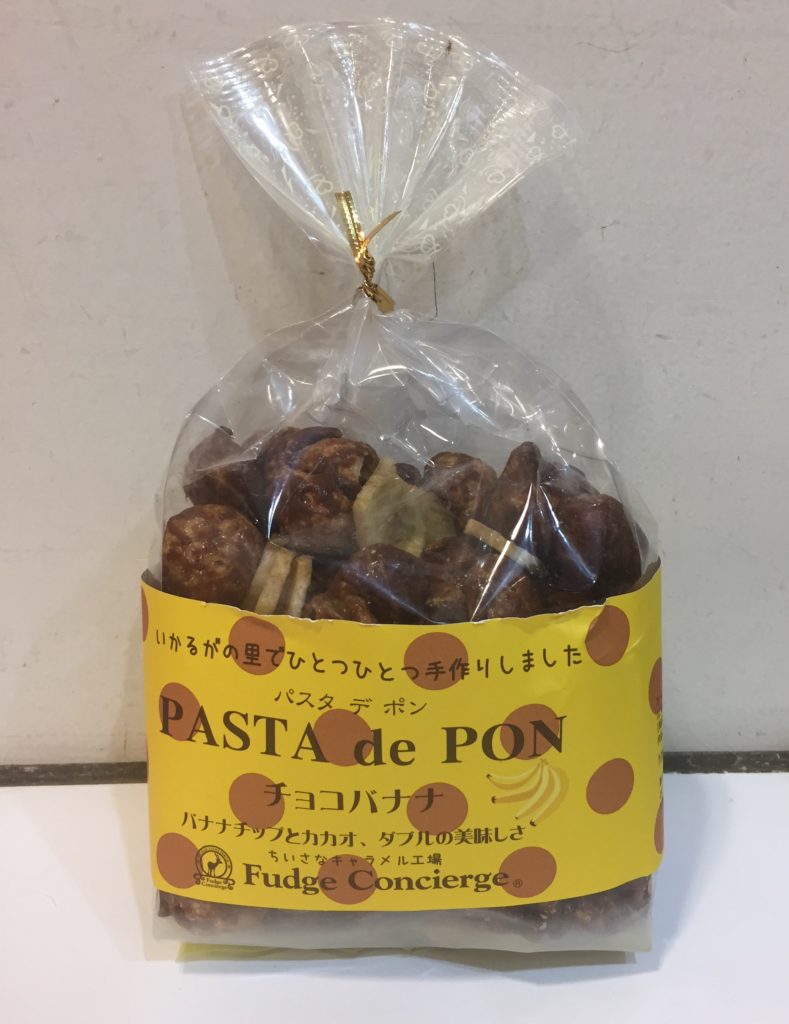 いかるがの里でひとつひとつ手作りしました
パスタ デ ポン
PASTA de PON
チョコバナナ
バナナチップとカカオ、ダブルの美味しさ
ちいさなキャラメル工場
Fudge Concierge®
Fudge
Concierge